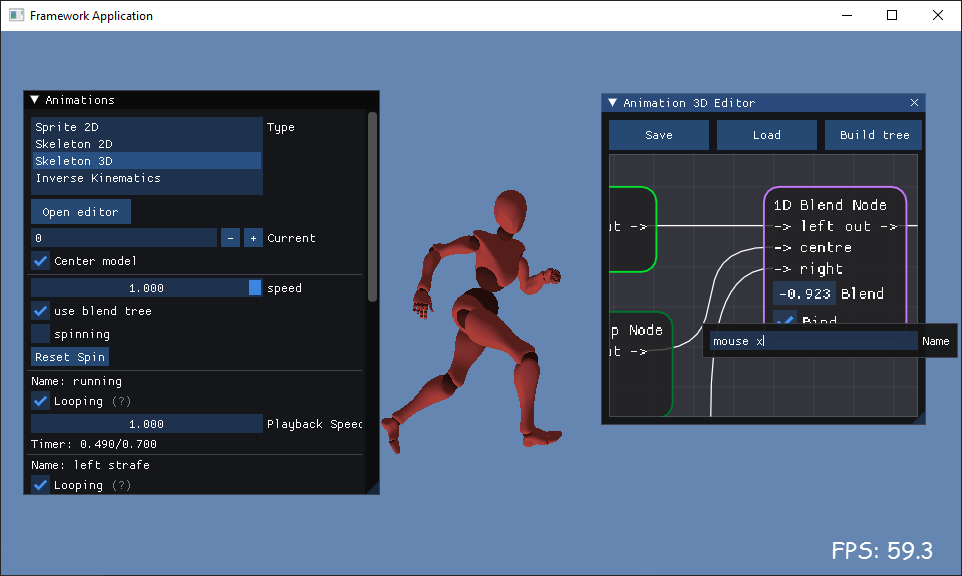 Framework Application
Animations
Sprite 2D
Type
Skeleton 2D
Skeleton 3D
Inverse Kinematics
Open editor
0 - + Current
Center model
1.000 speed
use blend tree
spinning
Reset Spin
Name: running
Looping (?)
1.000 Playback Speed
Timer: 0.490/0.700
Name: left strafe
Looping (?)
Animation 3D Editor
Save Load Build tree
1D Blend Node
-> left out ->
-> centre
-> right
-0.923 Blend
Bind
ut ->
p Node
ut ->
mouse x Name
FPS: 59.3